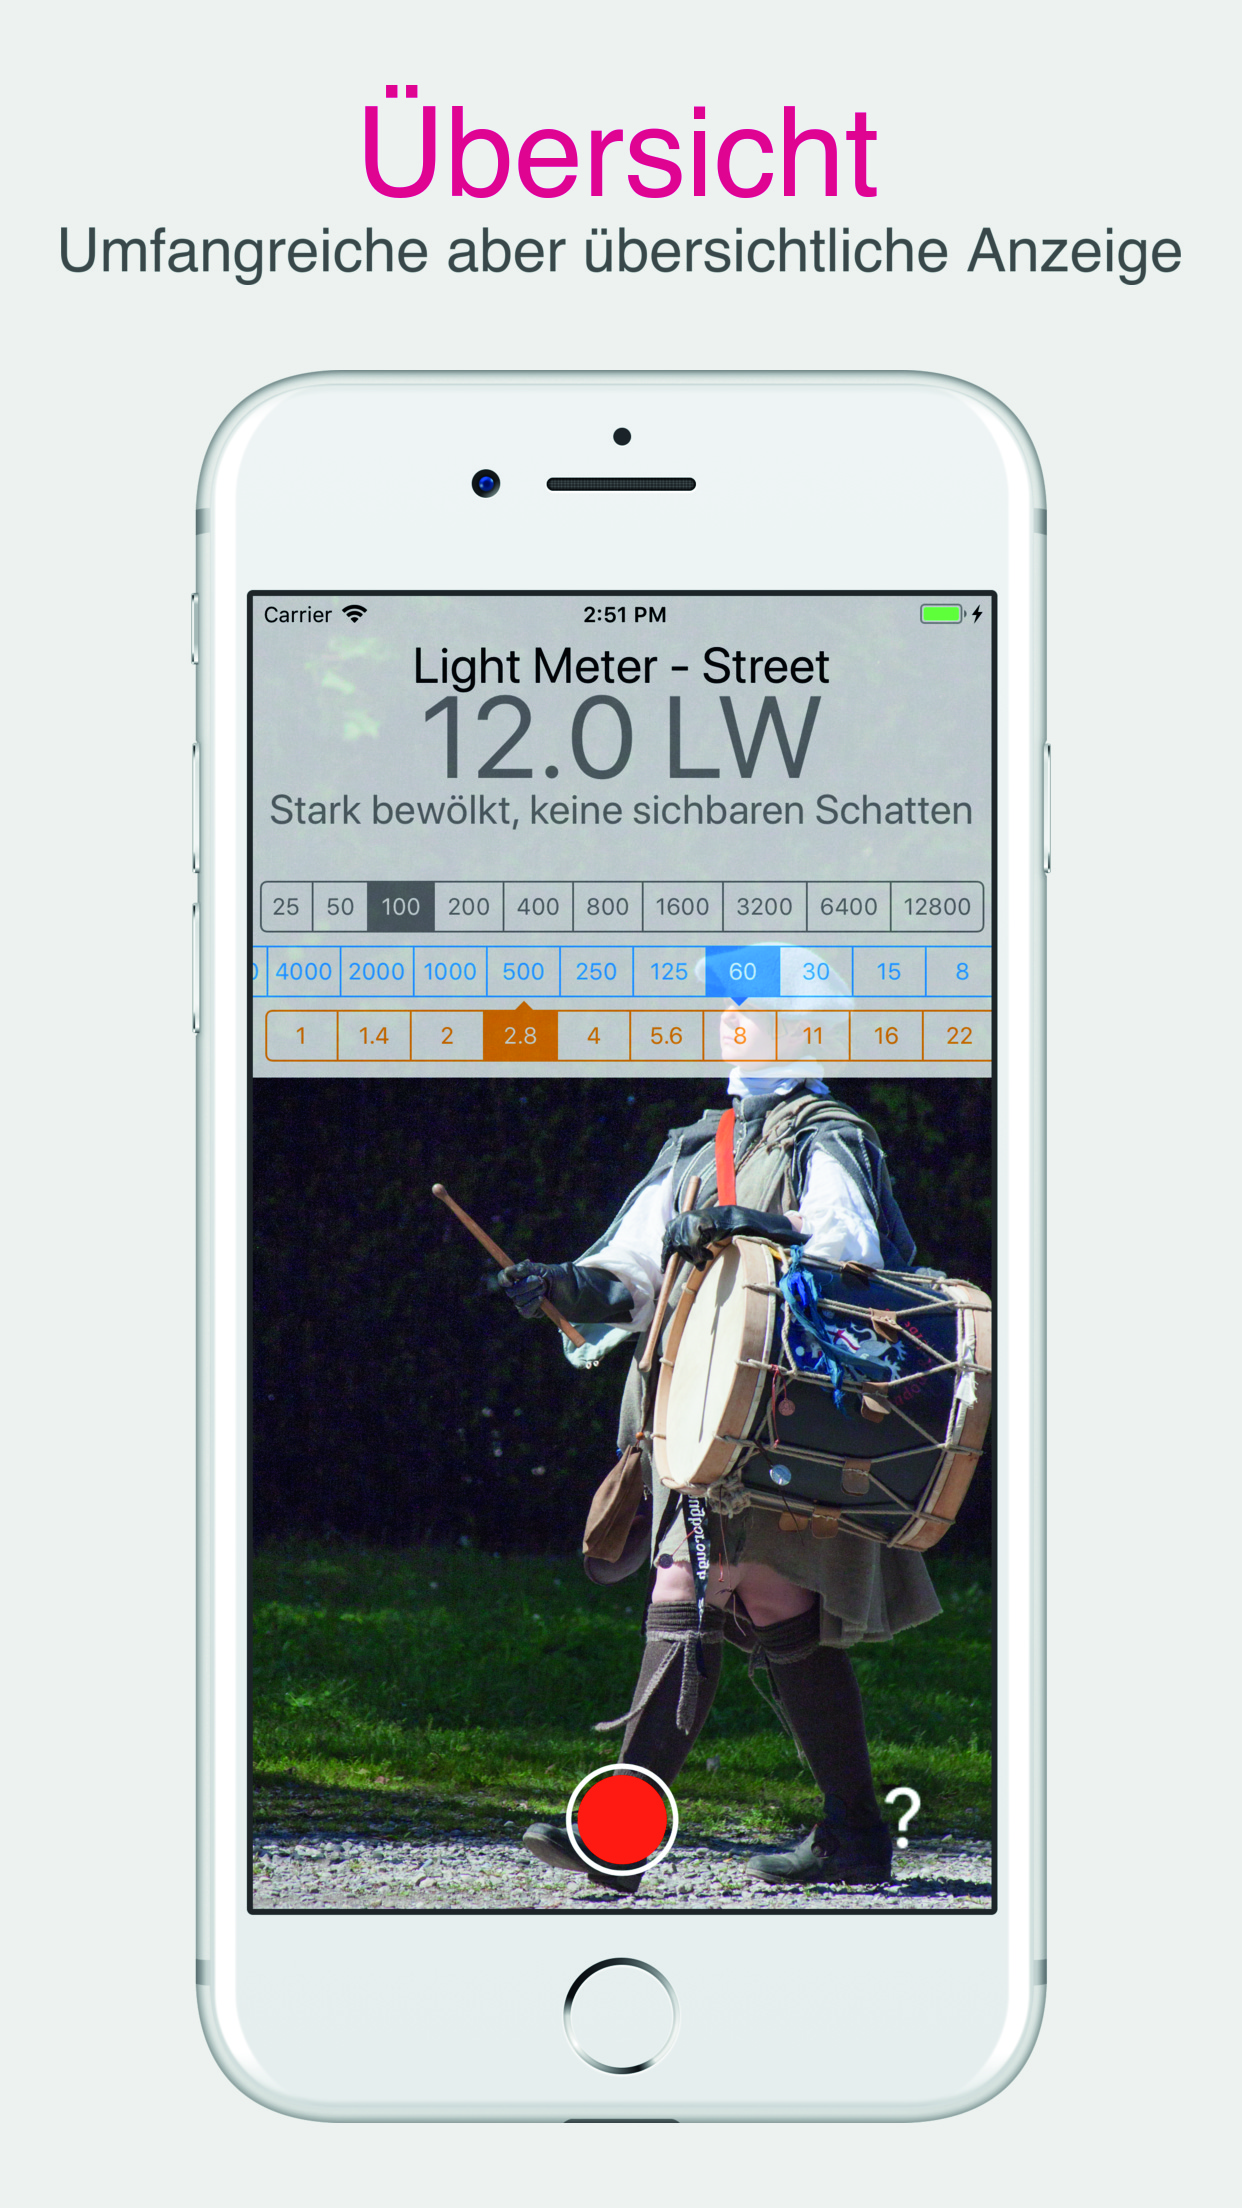 Übersicht
Umfangreiche aber übersichtliche Anzeige
Carrier 2:51 PM
Light Meter - Street
12.0 LW
Stark bewölkt, keine sichbaren Schatten
25 50 100 200 400 800 1600 3200 6400 12800
4000 2000 1000 500 250 125 60 30 15 8
1 1.4 2 2.8 4 5.6 8 11 16 22
?